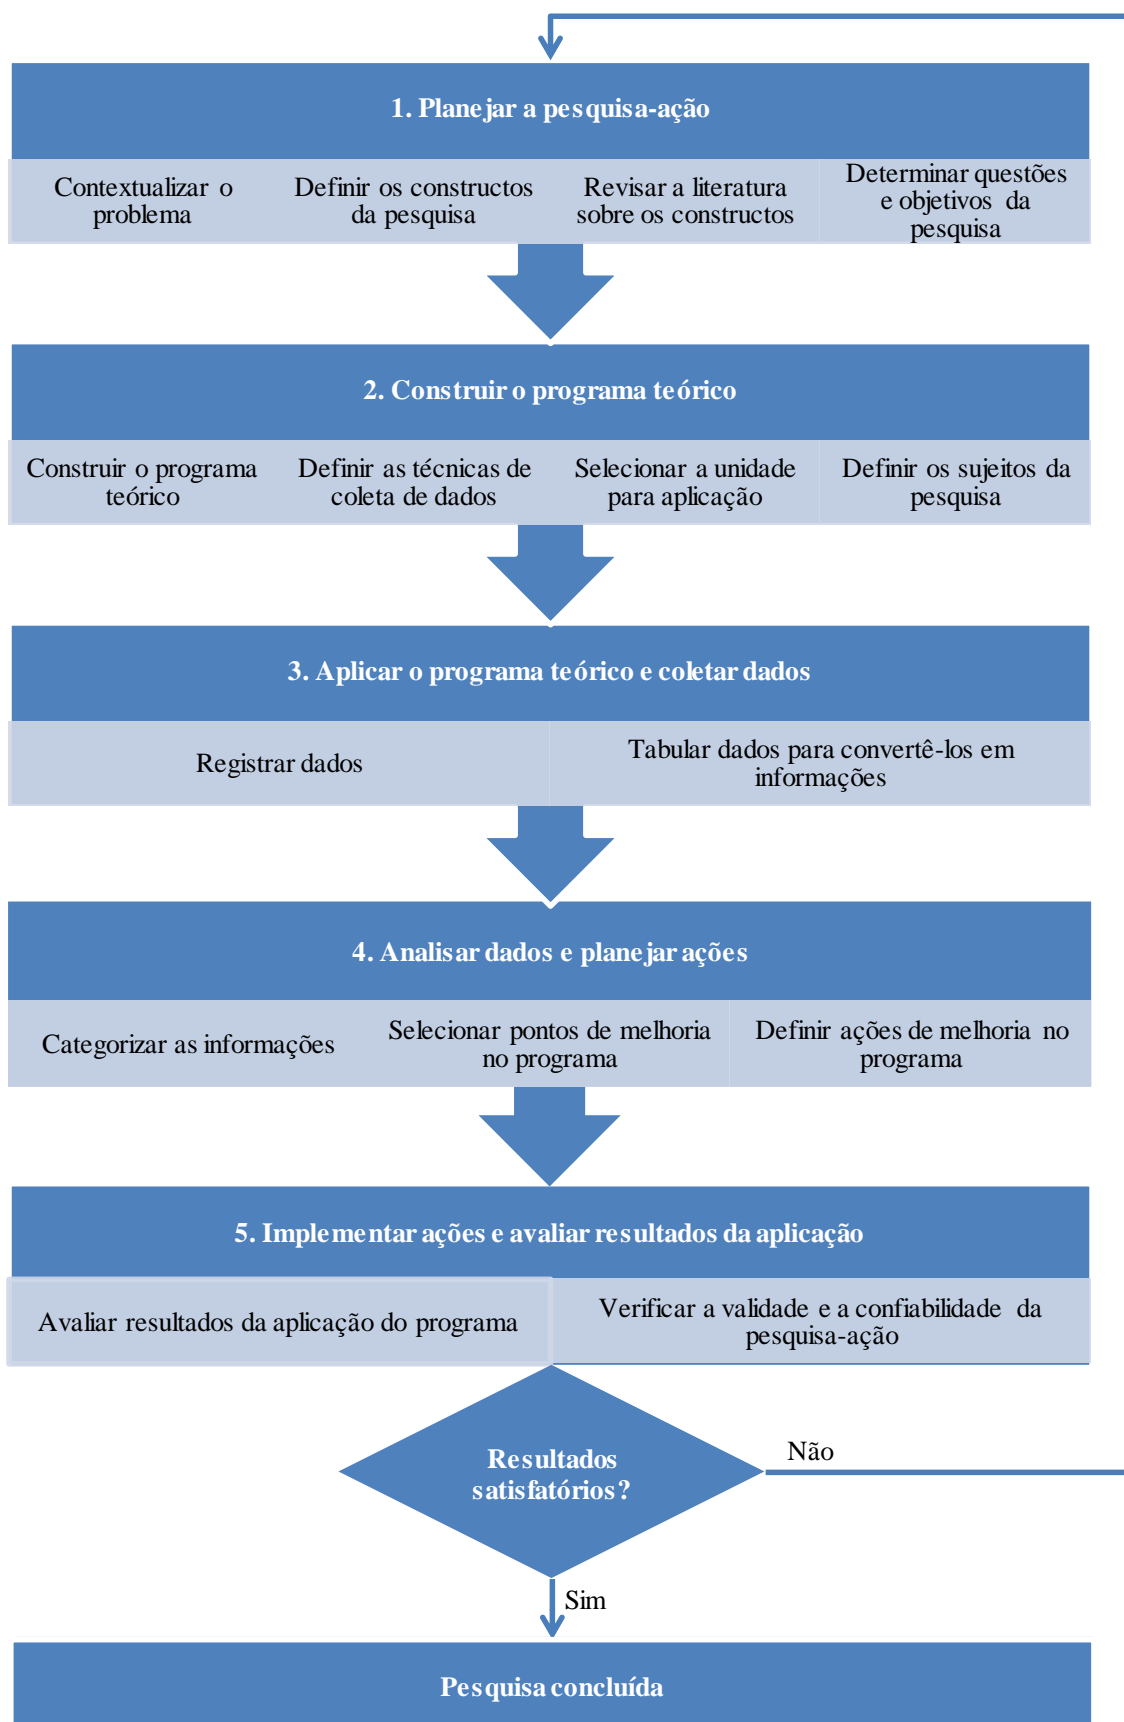 1. Planejar a pesquisa-ação
Contextualizar o
problema
Definir os constructos
da pesquisa
Revisar a literatura
sobre os constructos
Determinar questões
e objetivos da
pesquisa
2. Construir o programa teórico
Construir o programa
teórico
Definir as técnicas de
coleta de dados
Selecionar a unidade
para aplicação
Definir os sujeitos da
pesquisa
3. Aplicar o programa teórico e coletar dados
Registrar dados
Tabular dados para convertê-los em
informações
4. Analisar dados e planejar ações
Categorizar as informações
Selecionar pontos de melhoria
no programa
Definir ações de melhoria no
programa
5. Implementar ações e avaliar resultados da aplicação
Avaliar resultados da aplicação do programa
Verificar a validade e a confiabilidade da
pesquisa-ação
Resultados
satisfatórios?
Não
Sim
Pesquisa concluída